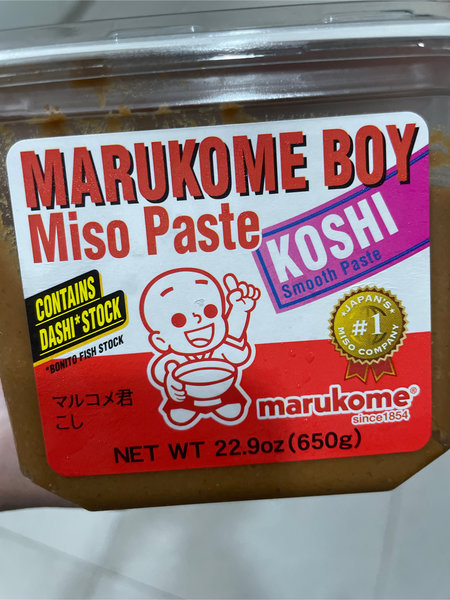 MARUKOME BOY
Miso Paste
KOSHI
Smooth Paste
CONTAINS
DASHI*STOCK
*BONITO FISH STOCK
★JAPAN'S★
#1
MISO COMPANY
マルコメ君
こし
marukome®
since1854
NET WT 22.9oz(650g)